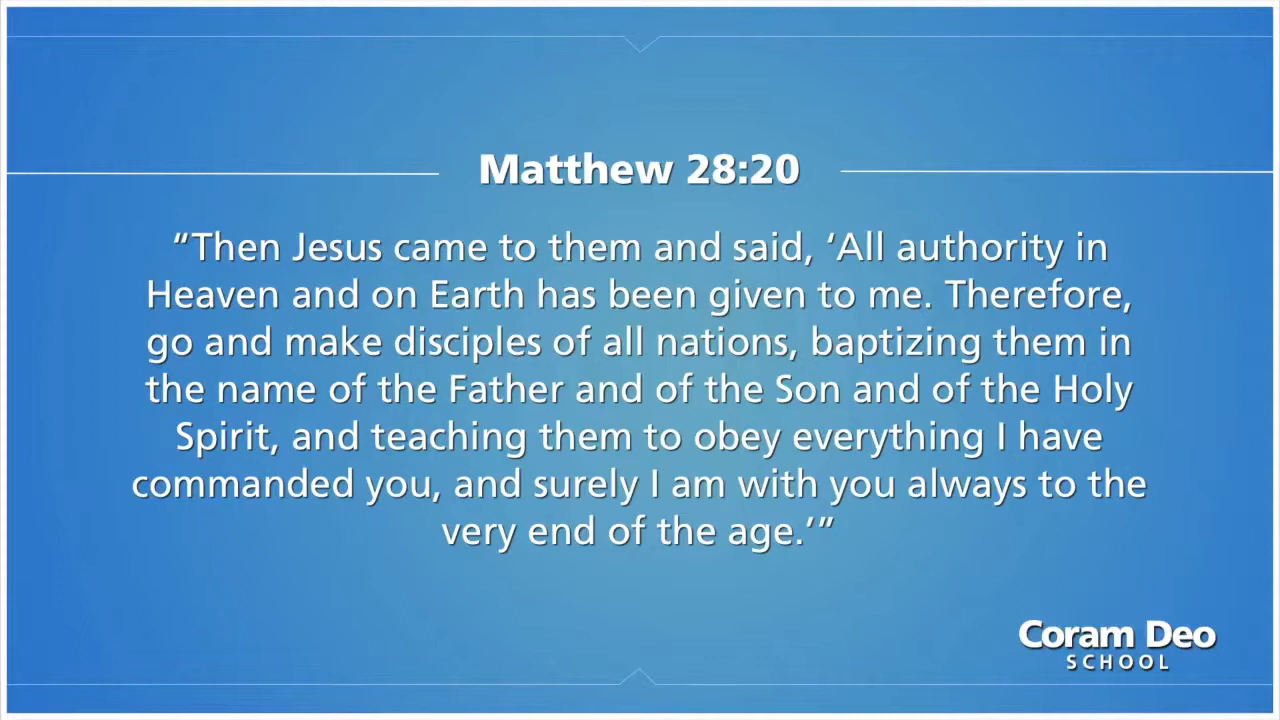 Matthew 28:20
“Then Jesus came to them and said, ‘All authority in
Heaven and on Earth has been given to me. Therefore,
go and make disciples of all nations, baptizing them in
the name of the Father and of the Son and of the Holy
Spirit, and teaching them to obey everything I have
commanded you, and surely I am with you always to the
very end of the age.’”
Coram Deo
SCHOOL